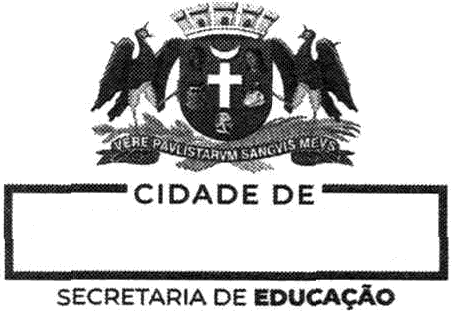 VERE PAVLISTARVM SANGVIS MEVS
CIDADE DE
SECRETARIA DE EDUCAÇÃO